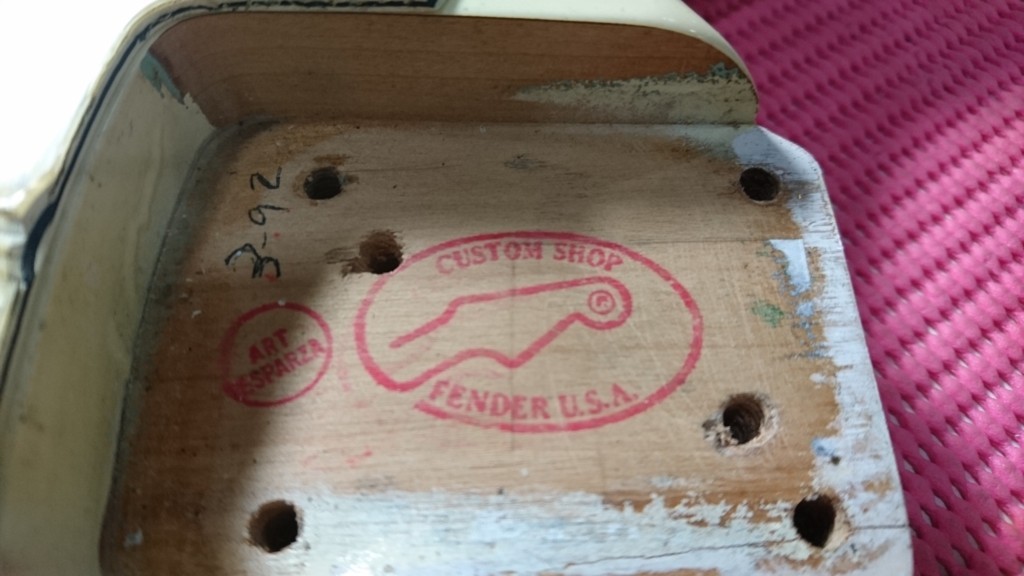 3-92
CUSTOM SHOP
®
FENDER U.S.A.
ART
ESPARZA